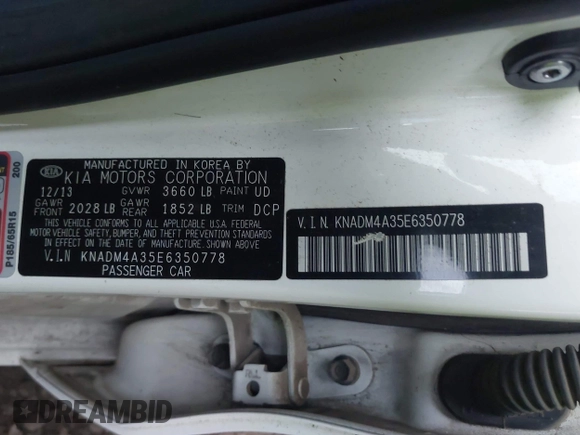 MANUFACTURED IN KOREA BY
KIA KIA MOTORS CORPORATION
12/13 GVWR 3660 LB PAINT UD
GAWR FRONT 2028 LB GAWR REAR 1852 LB TRIM DCP
THIS VEHICLE CONFORMS TO ALL APPLICABLE U.S.A. FEDERAL
MOTOR VEHICLE SAFETY, BUMPER, AND THEFT PREVENTION STANDARDS
IN EFFECT ON THE DATE OF MANUFACTURE SHOWN ABOVE
V.I.N KNADM4A35E6350778
PASSENGER CAR
V.I.N. KNADM4A35E6350778
P185/65R15
200
DREAMBID